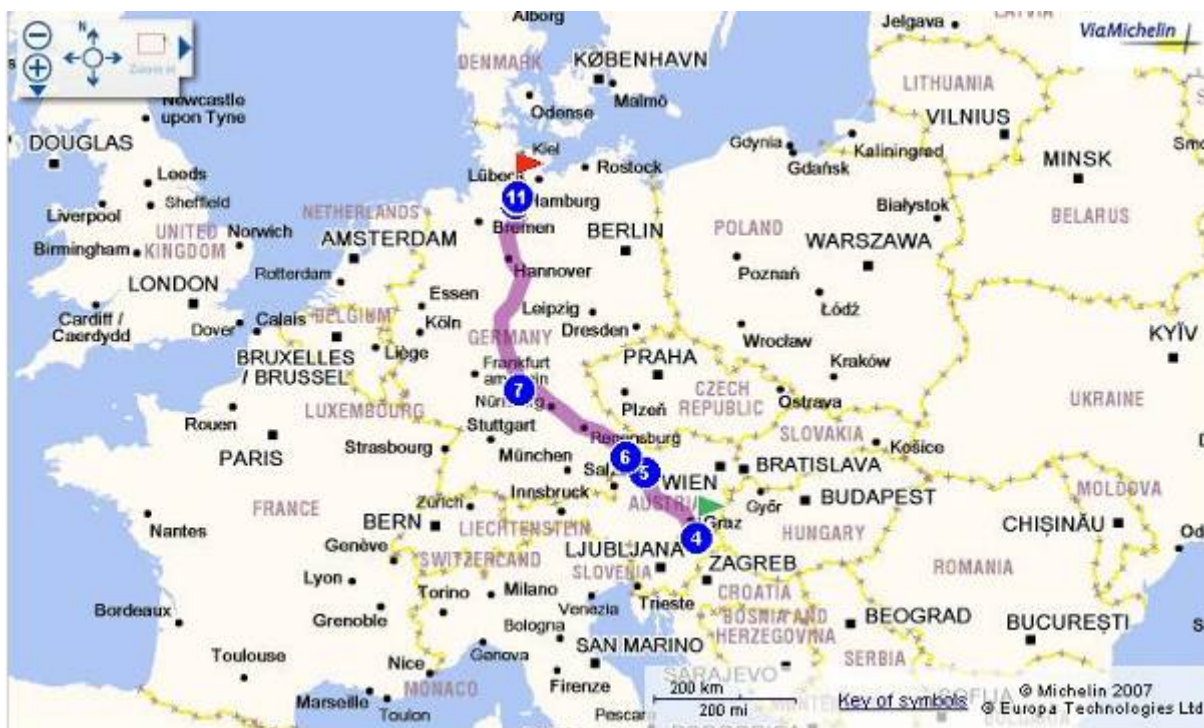 Ålborg
Jelgava
LATVIA
ViaMichelin
N
Zoom in
DENMARK
KØBENHAVN
LITHUANIA
Newcastle
upon Tyne
Odense
Malmö
VILNIUS
DOUGLAS
Kiel
Gdynia
Gdańsk
Kaliningrad
MINSK
Leeds
Lübeck
Rostock
Sheffield
11
Hamburg
Białystok
Liverpool
NETHERLANDS
Bremen
BELARUS
Birmingham
UNITED
KINGDOM
Norwich
AMSTERDAM
BERLIN
POLAND
WARSZAWA
LONDON
Rotterdam
Hannover
Poznań
Cardiff /
Caerdydd
Dover
Calais
BELGIUM
Essen
Köln
Leipzig
Dresden
Łódź
BRUXELLES
/ BRUSSEL
Liège
GERMANY
Wrocław
KYÏV
Frankfurt
PRAHA
Kraków
7
CZECH
REPUBLIC
Ostrava
UKRAINE
Rouen
LUXEMBOURG
Plzeň
PARIS
Stuttgart
Regensburg
SLOVAKIA
Košice
Strasbourg
München
6
5
WIEN
BRATISLAVA
FRANCE
Zürich
Innsbruck
AUSTRIA
Győr
BUDAPEST
MOLDOVA
Nantes
BERN
LIECHTENSTEIN
Graz
4
HUNGARY
CHIȘINĂU
Genève
SWITZERLAND
LJUBLJANA
SLOVENIA
ZAGREB
CROATIA
ROMANIA
Lyon
Torino
Milano
Venezia
Trieste
Bordeaux
Grenoble
Bologna
BOSNIA AND
HERZEGOVINA
BEOGRAD
BUCUREȘTI
Toulouse
Nice
Genova
SAN MARINO
SERBIA
MONACO
Firenze
SARAJEVO
Marseille
Toulon
200 km
200 mi
Key of symbols
SOFIJA
© Michelin 2007
© Europa Technologies Ltd